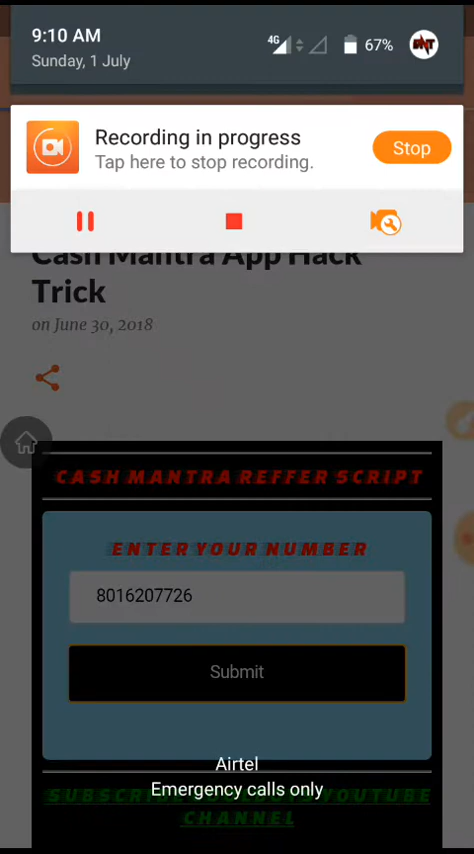 9:10 AM
4G
67%
Sunday, 1 July
Recording in progress
Tap here to stop recording.
Stop
Cash Mantra App Hack
Trick
on June 30, 2018
CASH MANTRA REFFER SCRIPT
ENTER YOUR NUMBER
8016207726
Submit
Airtel
Emergency calls only
CHANNEL